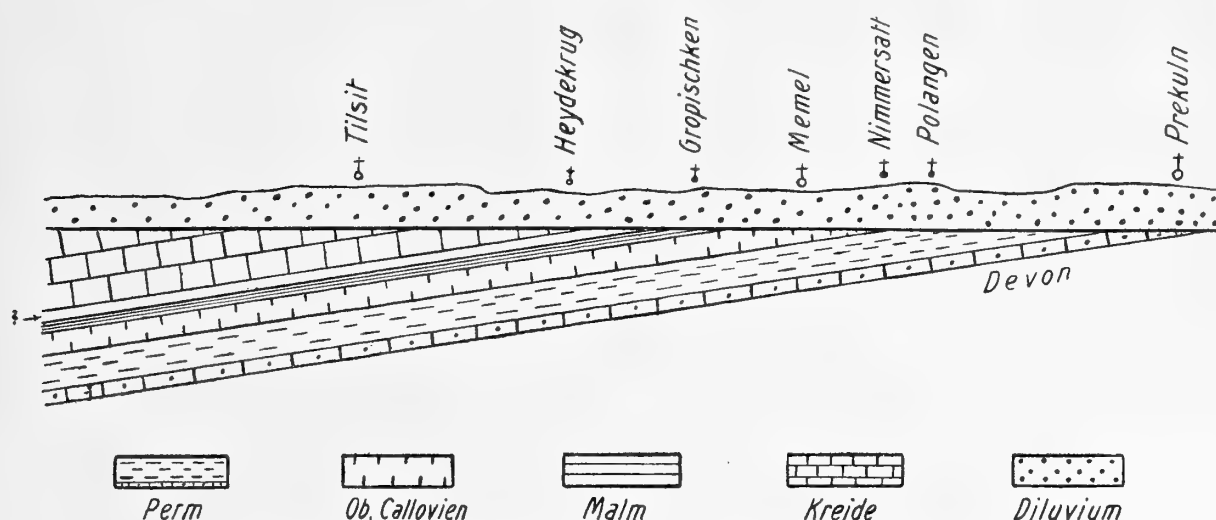 Tilsit
Heydekrug
Gropischken
Memel
Nimmersatt
Polangen
Prekuln
Devon
Perm
Ob. Callovien
Malm
Kreide
Diluvium